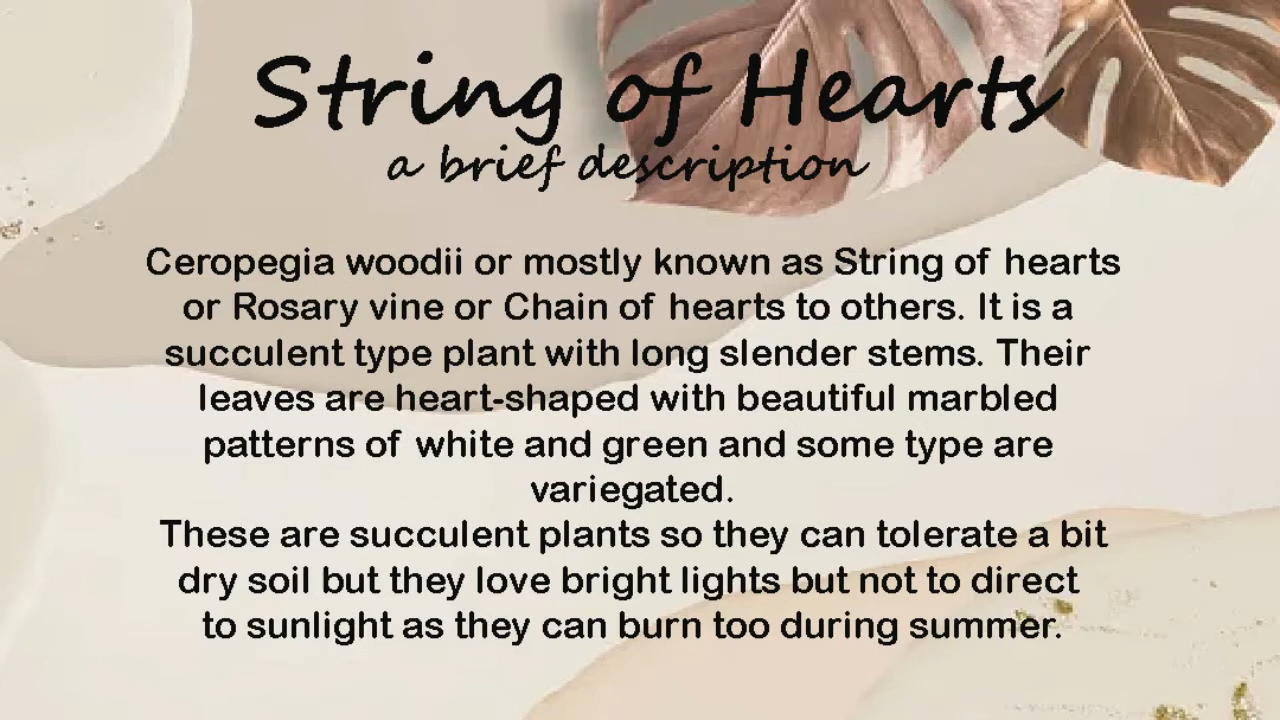 String of Hearts
a brief description
Ceropegia woodii or mostly known as String of hearts
or Rosary vine or Chain of hearts to others. It is a
succulent type plant with long slender stems. Their
leaves are heart-shaped with beautiful marbled
patterns of white and green and some type are
variegated.
These are succulent plants so they can tolerate a bit
dry soil but they love bright lights but not to direct
to sunlight as they can burn too during summer.